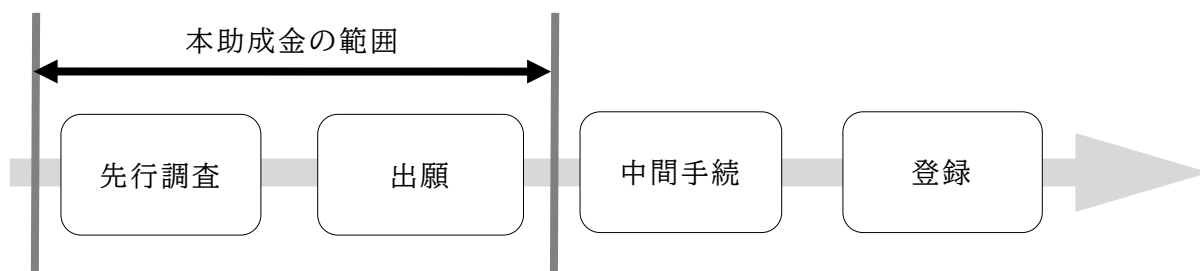 本助成金の範囲
先行調査
出願
中間手続
登録